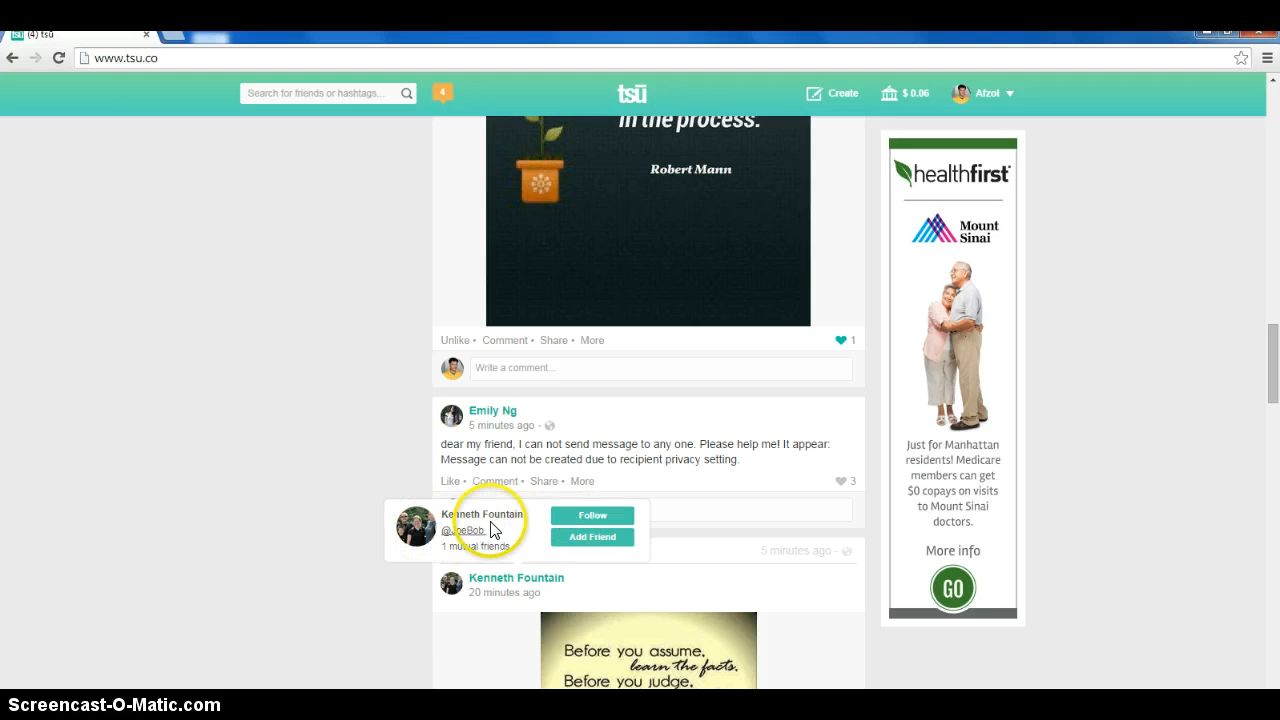 (4) tsū
www.tsu.co
Search for friends or hashtags...
4
tsū
Create
$ 0.06
Afzol
in the process.
Robert Mann
Unlike • Comment • Share • More
1
Write a comment...
Emily Ng
5 minutes ago -
dear my friend, I can not send message to any one. Please help me! It appear:
Message can not be created due to recipient privacy setting.
Like • Comment • Share • More
3
Kenneth Fountain
@JoeBob
1 mutual friends
Follow
Add Friend
5 minutes ago -
Kenneth Fountain
20 minutes ago
Before you assume,
learn the facts.
Before you judge,
healthfirst
Mount
Sinai
Just for Manhattan
residents! Medicare
members can get
$0 copays on visits
to Mount Sinai
doctors.
More info
GO
Screencast-O-Matic.com